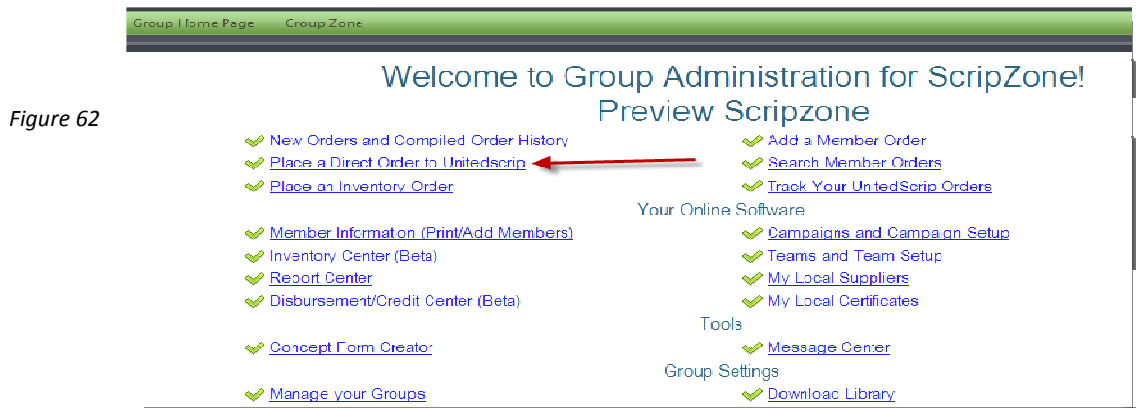 Group Home Page Group Zone
Welcome to Group Administration for ScripZone!
Preview Scripzone
Figure 62
New Orders and Compiled Order History
Add a Member Order
Place a Direct Order to Unitedscrip
Search Member Orders
Place an Inventory Order
Track Your UnitedScrip Orders
Your Online Software
Member Information (Print/Add Members)
Campaigns and Campaign Setup
Inventory Center (Beta)
Teams and Team Setup
Report Center
My Local Suppliers
Disbursement/Credit Center (Beta)
My Local Certificates
Tools
Concept Form Creator
Message Center
Group Settings
Manage your Groups
Download Library